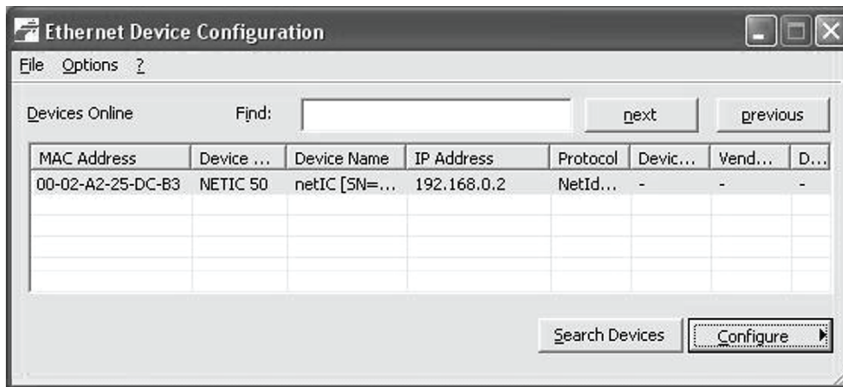 Ethernet Device Configuration
File Options ?
Devices Online Find: next previous
MAC Address Device ... Device Name IP Address Protocol Devic... Vend... D...
00-02-A2-25-DC-B3 NETIC 50 netIC [SN=... 192.168.0.2 NetId... - - -
Search Devices Configure